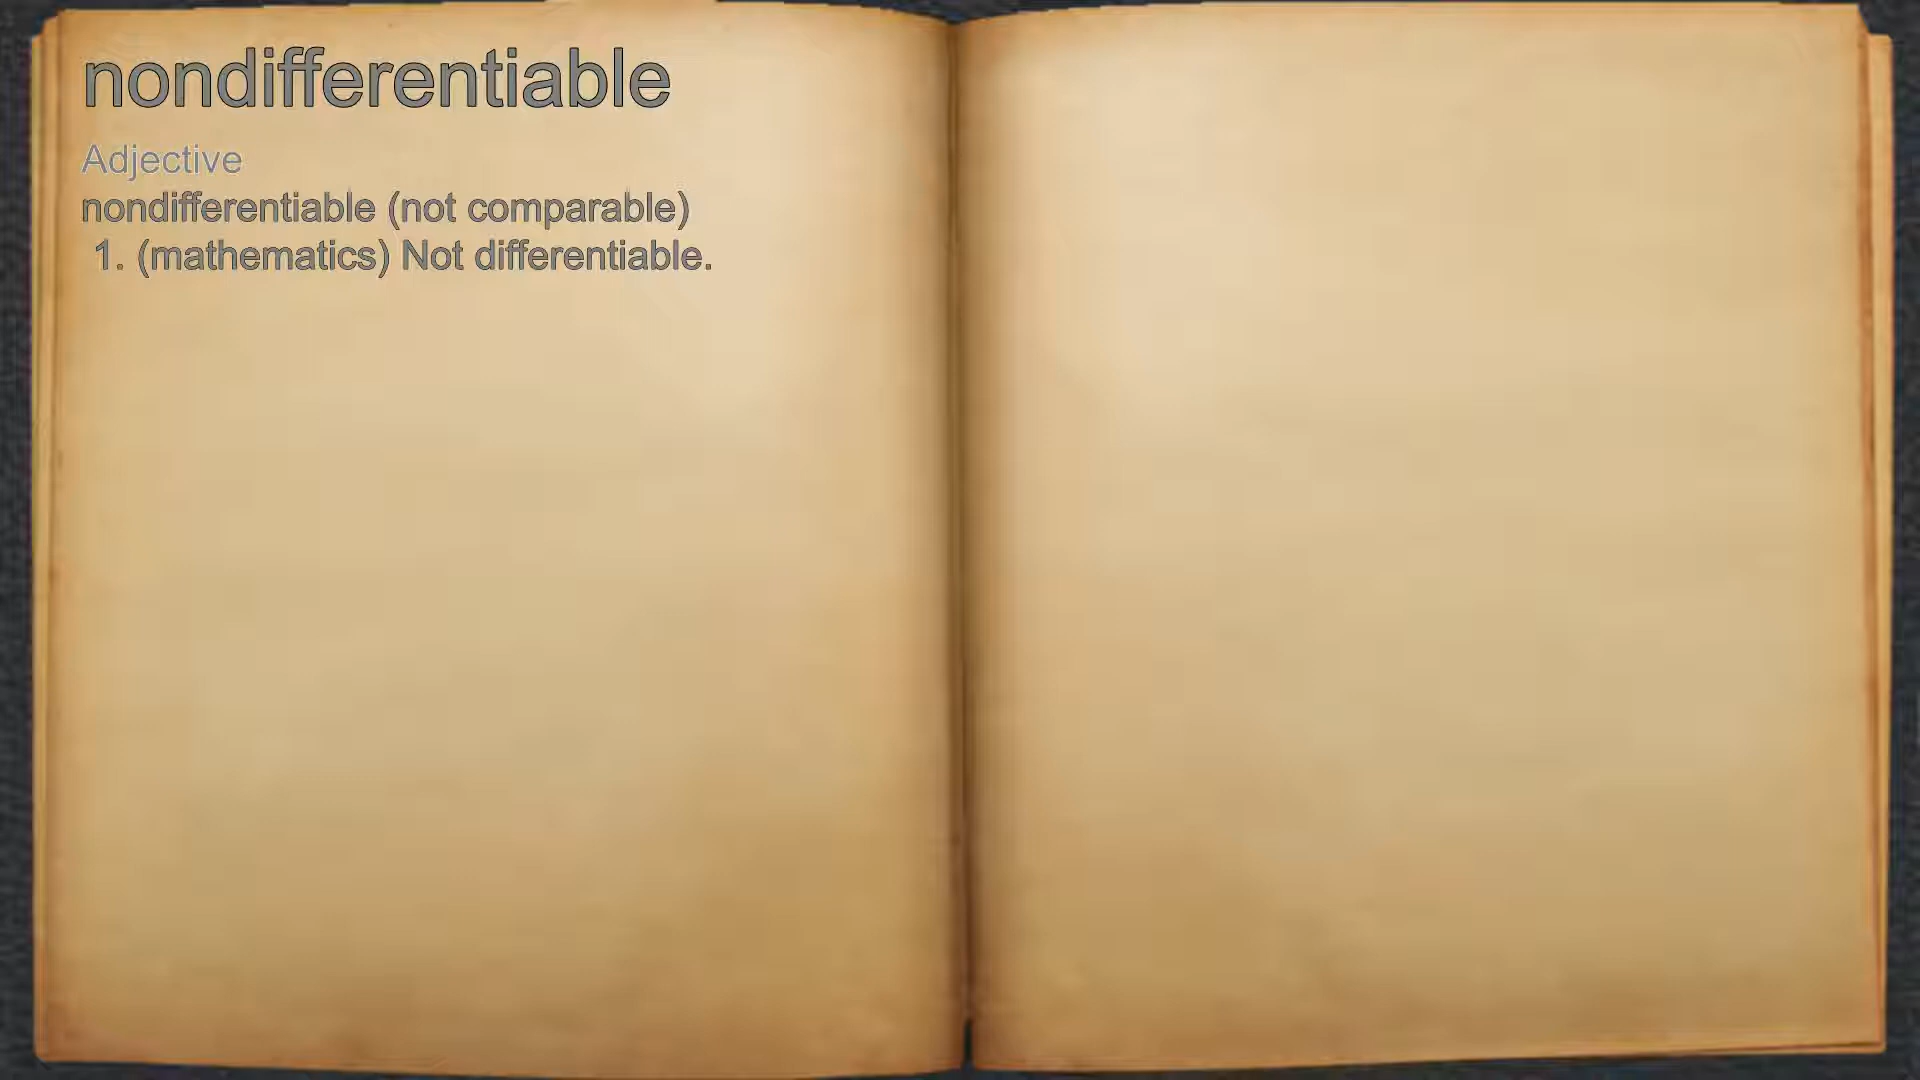 nondifferentiable
Adjective
nondifferentiable (not comparable)
1. (mathematics) Not differentiable.